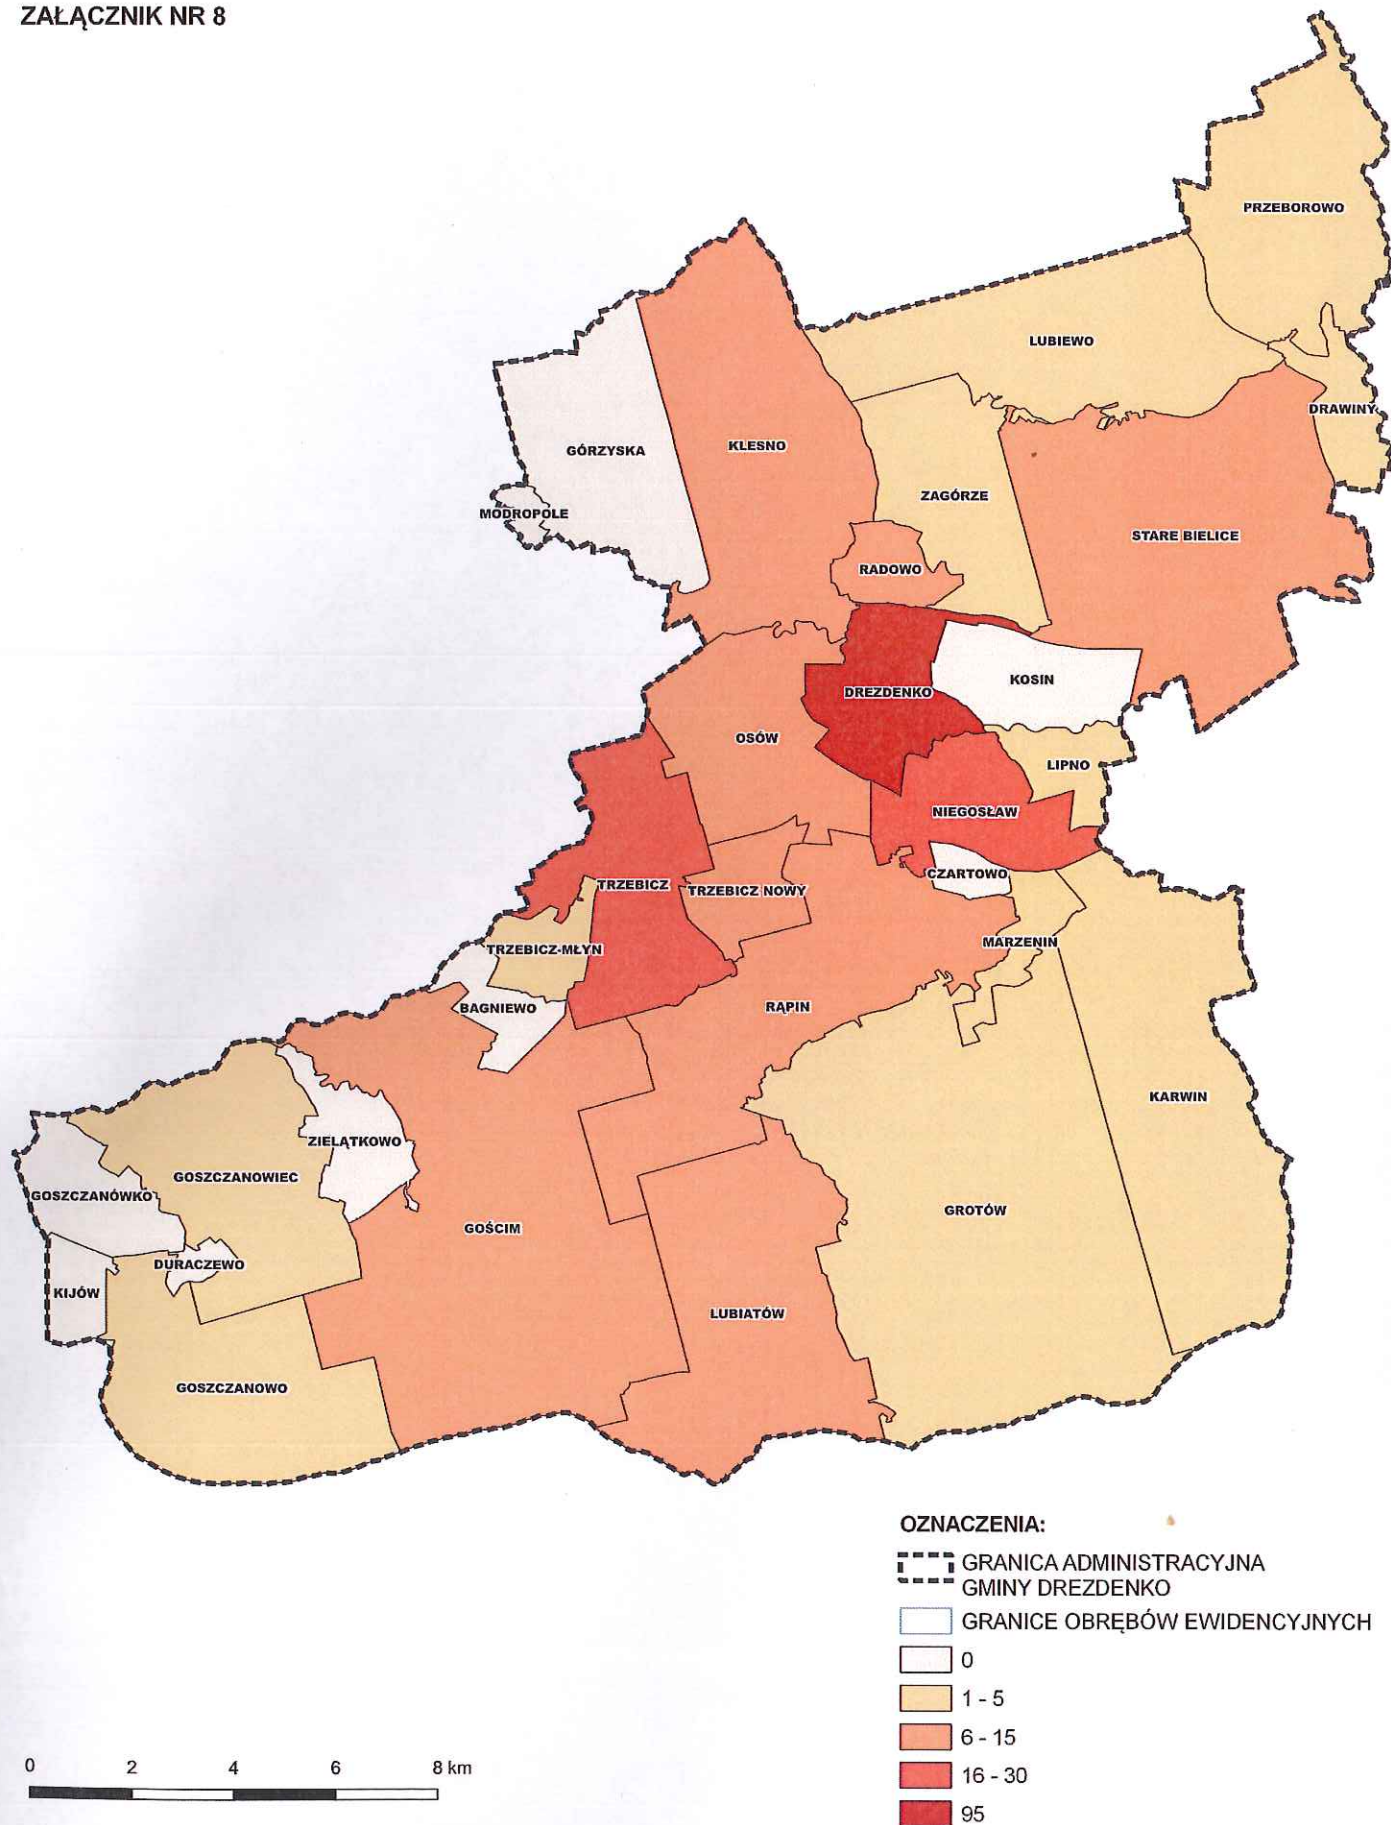 ZAŁĄCZNIK NR 8
PRZEBOROWO
LUBIEWO
DRAWINY
GÓRZYSKA
KLESNO
ZAGÓRZE
MODROPOLE
STARE BIELICE
RADOWO
KOSIN
DREZDENKO
OSÓW
LIPNO
NIEGOSŁAW
CZARTOWO
TRZEBICZ
TRZEBICZ NOWY
MARZENIN
TRZEBICZ-MŁYN
BAGNIEWO
RĄPIN
KARWIN
ZIELĄTKOWO
GOSZCZANOWIEC
GOSZCZANÓWKO
GROTÓW
GOŚCIM
DURACZEWO
KIJÓW
LUBIATÓW
GOSZCZANOWO
OZNACZENIA:
GRANICA ADMINISTRACYJNA
GMINY DREZDENKO
GRANICE OBRĘBÓW EWIDENCYJNYCH
0
1 - 5
6 - 15
16 - 30
95
0 2 4 6 8 km